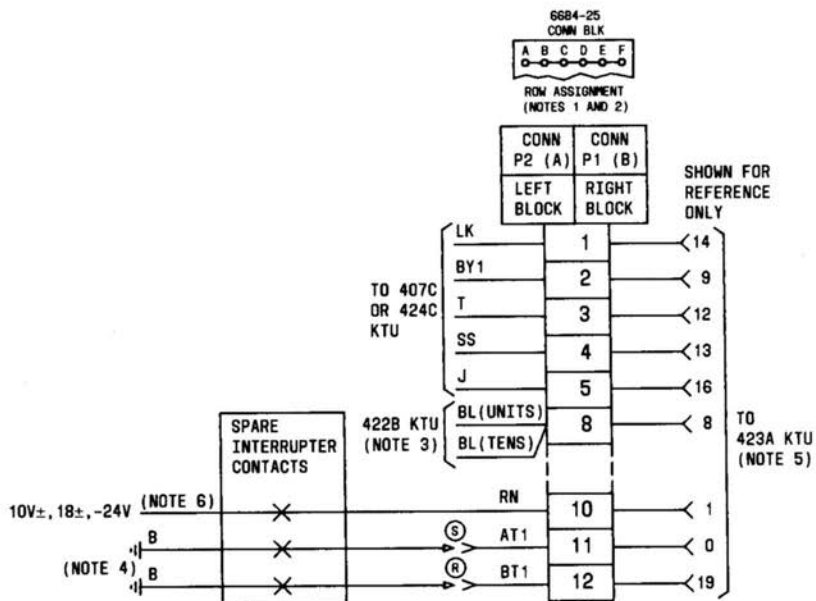 6684-25
CONN BLK
A B C D E F
ROW ASSIGNMENT
(NOTES 1 AND 2)
CONN P2 (A)
CONN P1 (B)
LEFT BLOCK
RIGHT BLOCK
SHOWN FOR
REFERENCE
ONLY
TO 407C
OR 424C
KTU
LK 1 14
BY1 2 9
T 3 12
SS 4 13
J 5 16
422B KTU
(NOTE 3)
BL(UNITS) 8 8
BL(TENS)
TO
423A KTU
(NOTE 5)
SPARE
INTERRUPTER
CONTACTS
10V±,18±,-24V (NOTE 6) RN 10 1
B S AT1 11 0
(NOTE 4)
B R BT1 12 19